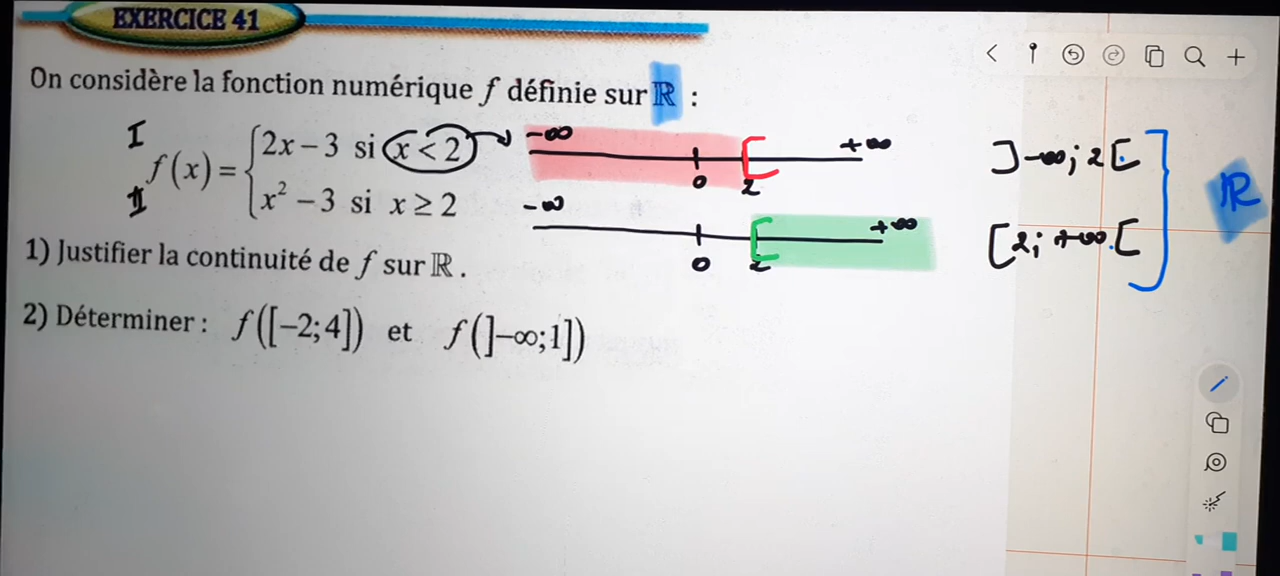 EXERCICE 41
On considère la fonction numérique f définie sur ℝ :
I
f(x) = { 2x − 3 si x < 2
x² − 3 si x ≥ 2
II
-∞ 0 2 +∞
]-∞; 2[
-∞ 0 2 +∞
[2; +∞[
ℝ
1) Justifier la continuité de f sur ℝ.
2) Déterminer : f([−2;4]) et f(]−∞;1])